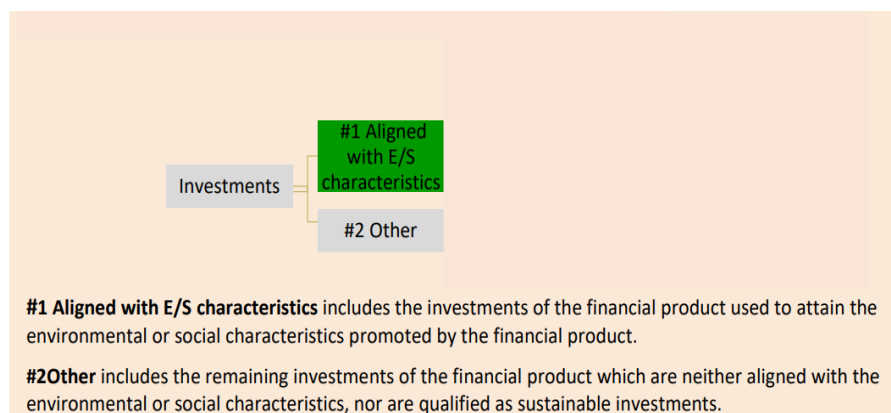 #1 Aligned
with E/S
characteristics
Investments
#2 Other
#1 Aligned with E/S characteristics includes the investments of the financial product used to attain the
environmental or social characteristics promoted by the financial product.
#2Other includes the remaining investments of the financial product which are neither aligned with the
environmental or social characteristics, nor are qualified as sustainable investments.